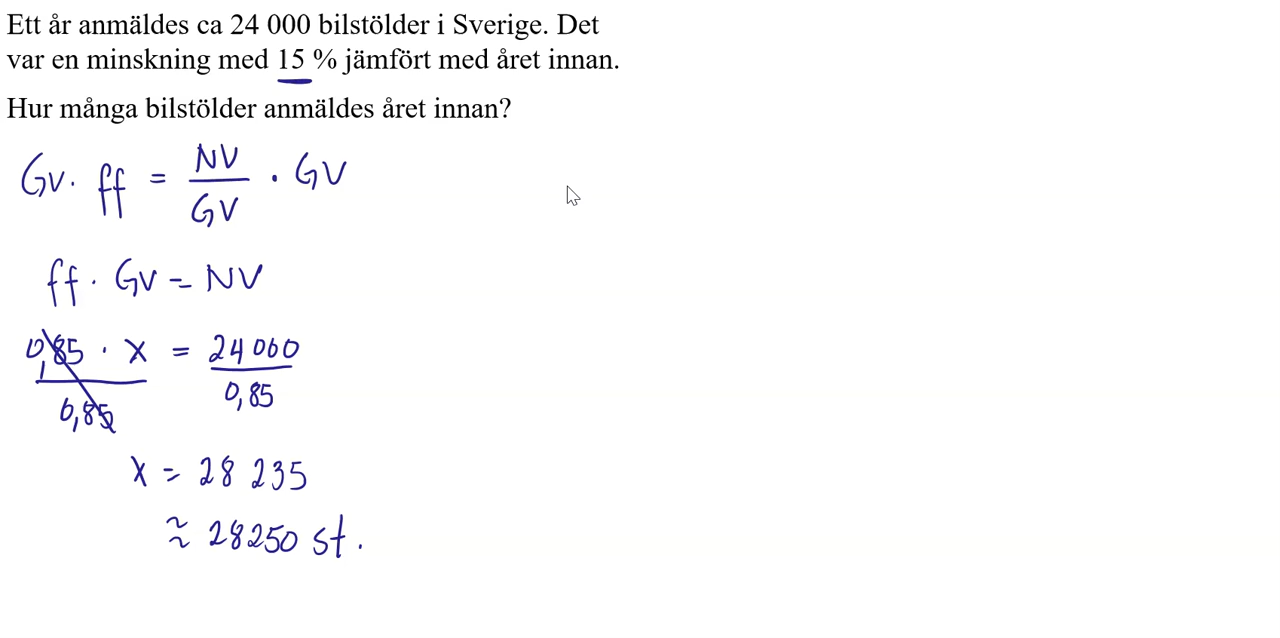 Ett år anmäldes ca 24 000 bilstölder i Sverige. Det
var en minskning med 15 % jämfört med året innan.
Hur många bilstölder anmäldes året innan?
GV · ff = NV / GV · GV
ff · GV = NV
0,85 · x / 0,85 = 24 000 / 0,85
x = 28 235
≈ 28250 st.